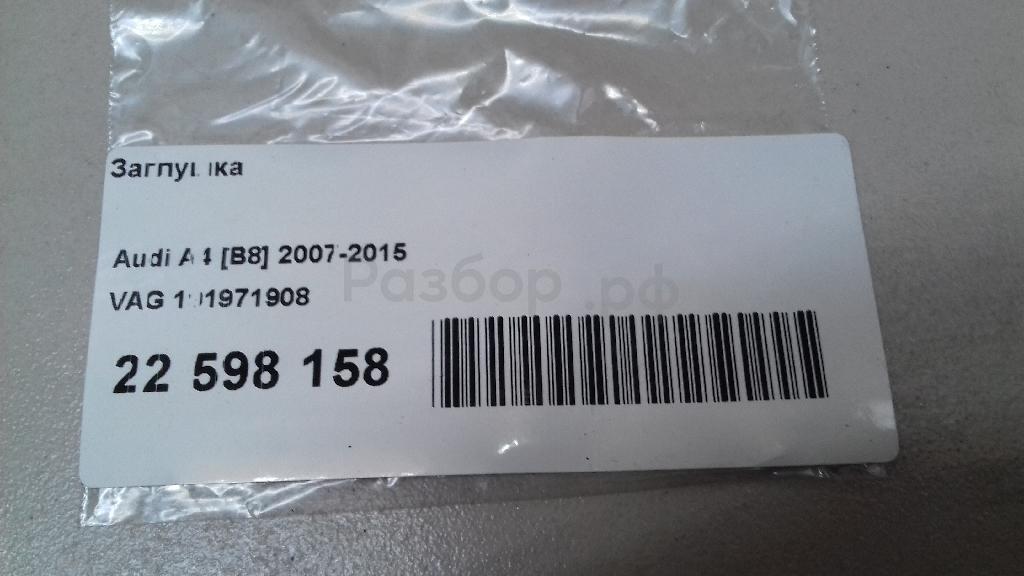 Заглушка
Audi A4 [B8] 2007-2015
VAG
Разбор.рф
22 598 158